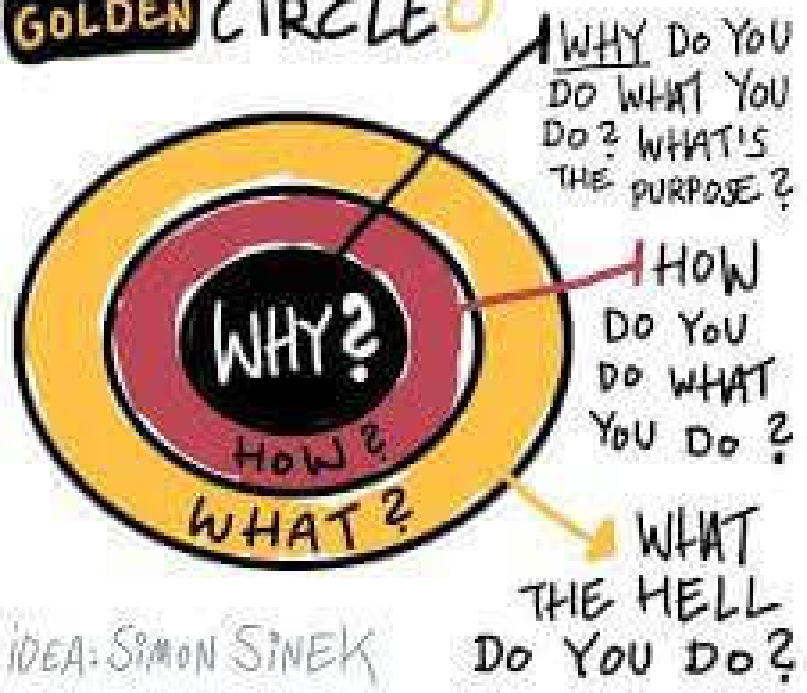 GOLDEN CIRCLE
WHY DO YOU
DO WHAT YOU
DO? WHAT'S
THE PURPOSE?
HOW
DO YOU
DO WHAT
YOU DO?
WHY?
HOW?
WHAT?
WHAT
THE HELL
DO YOU DO?
IDEA: SIMON SINEK